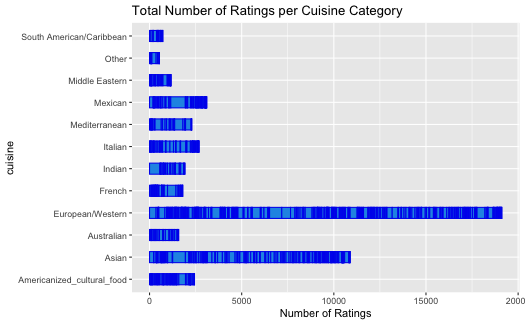 Total Number of Ratings per Cuisine Category
South American/Caribbean
Other
Middle Eastern
Mexican
Mediterranean
Italian
Indian
French
European/Western
Australian
Asian
Americanized_cultural_food
cuisine
0 5000 10000 15000 20000
Number of Ratings